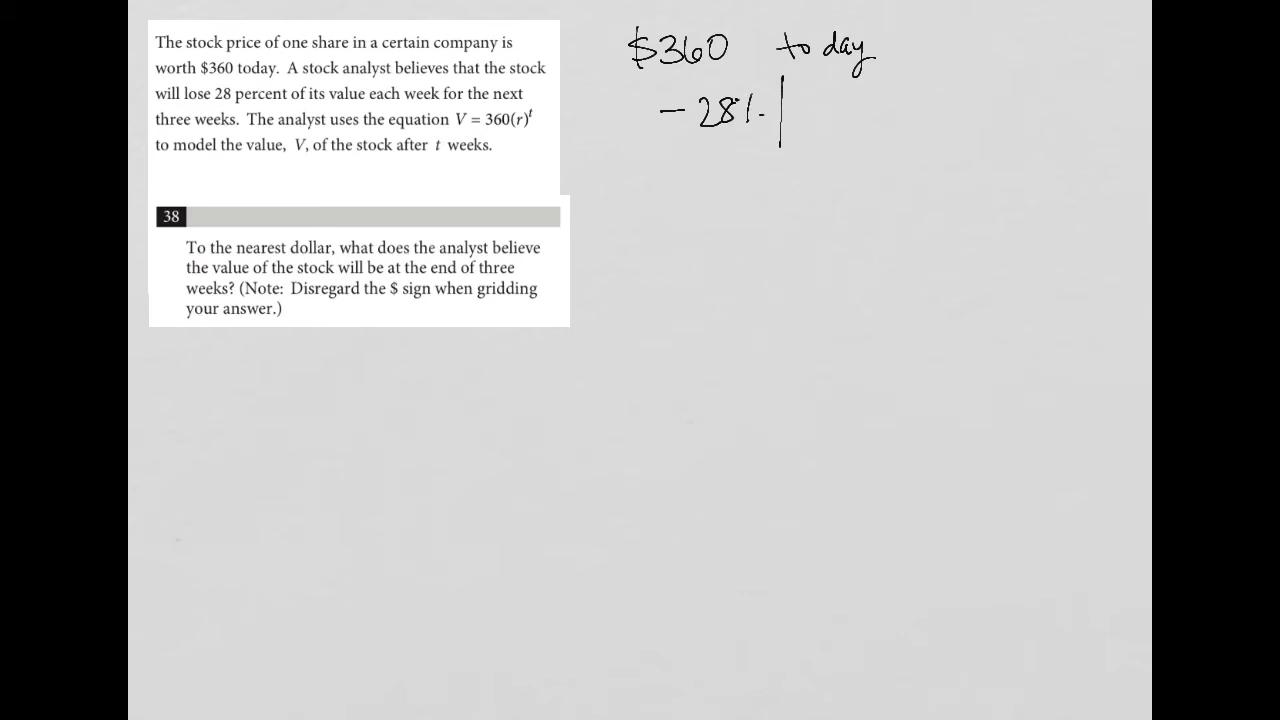 The stock price of one share in a certain company is
worth $360 today. A stock analyst believes that the stock
will lose 28 percent of its value each week for the next
three weeks. The analyst uses the equation V = 360(r)^t
to model the value, V, of the stock after t weeks.
38
To the nearest dollar, what does the analyst believe
the value of the stock will be at the end of three
weeks? (Note: Disregard the $ sign when gridding
your answer.)
$360 today
- 28%